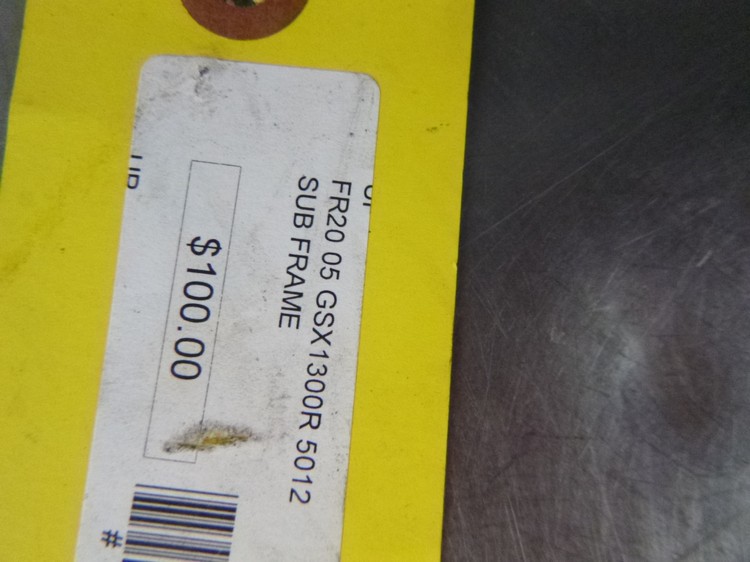 FR20 05 GSX1300R 5012
SUB FRAME
$100.00
#